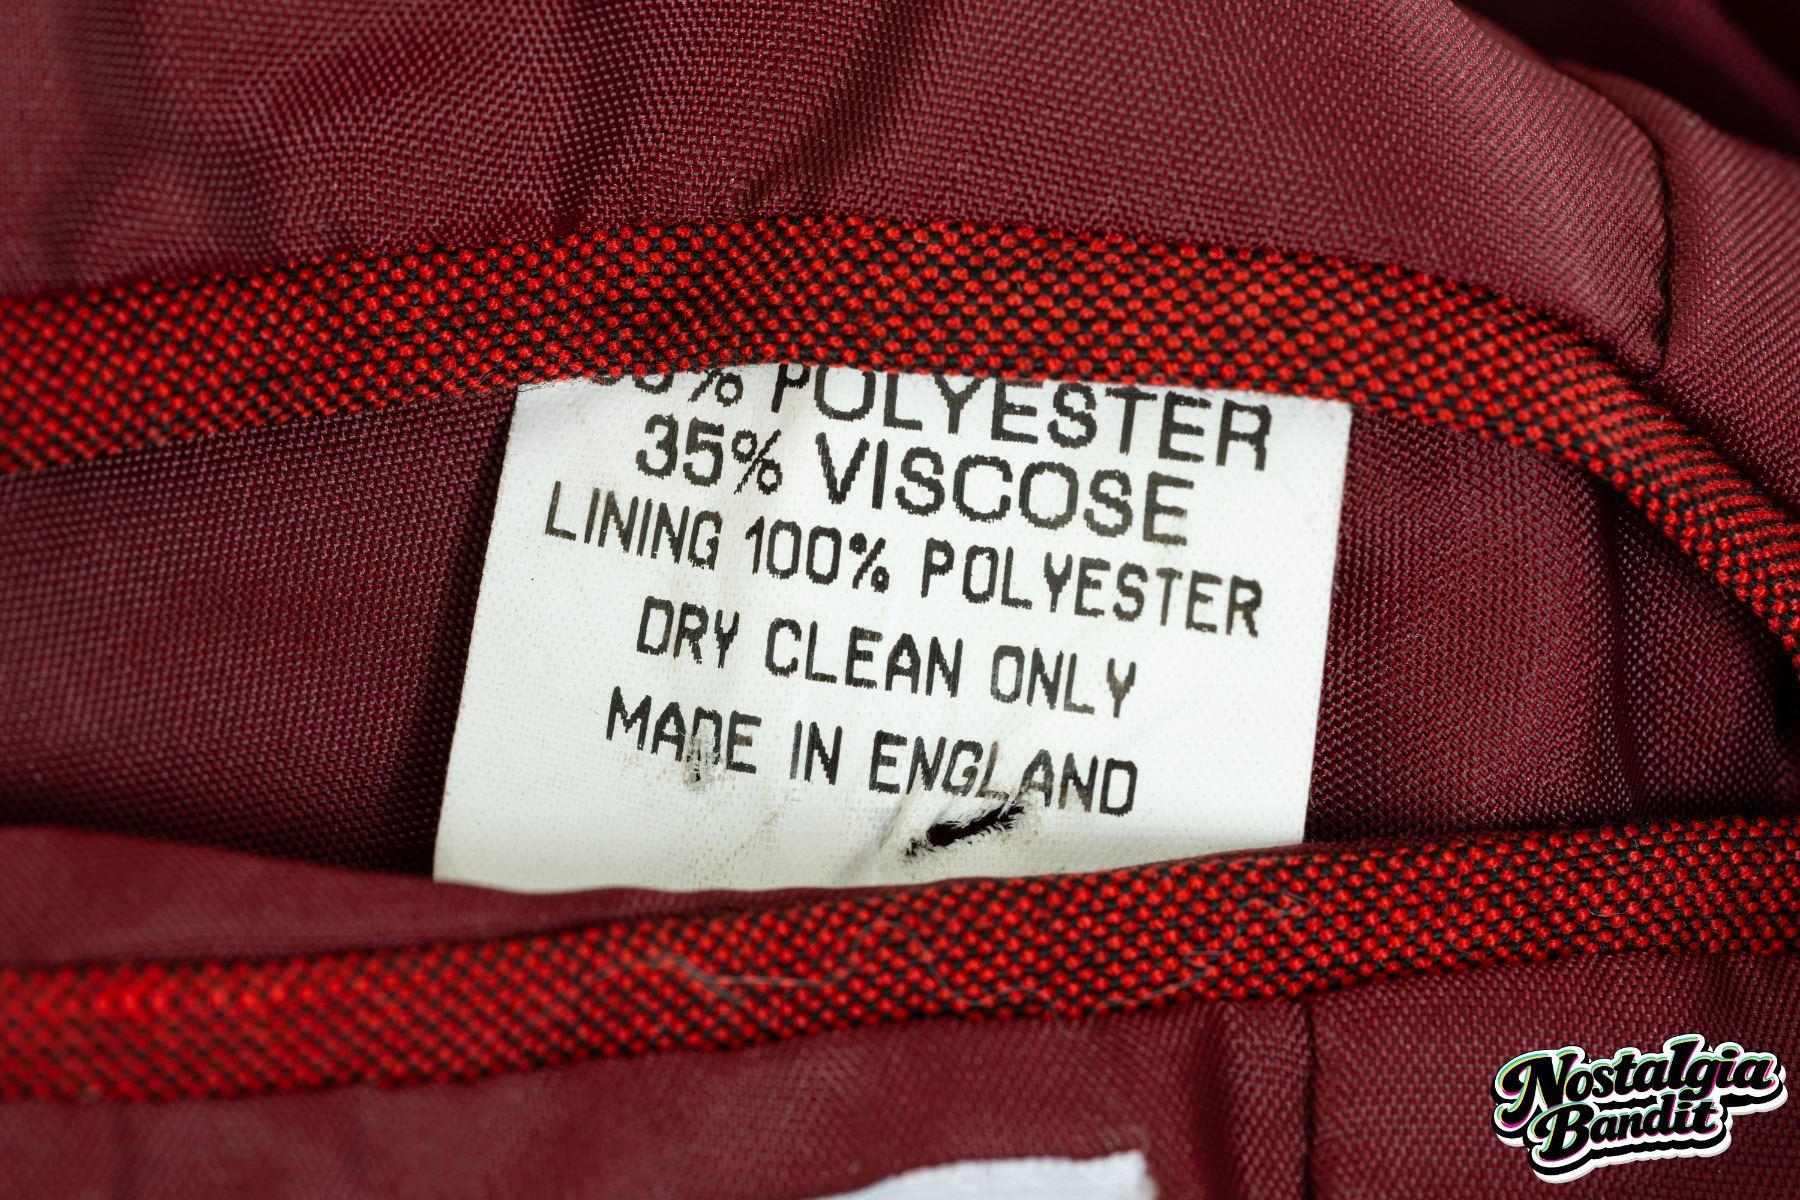 % POLYESTER
35% VISCOSE
LINING 100% POLYESTER
DRY CLEAN ONLY
MADE IN ENGLAND
Nostalgia
Bandit